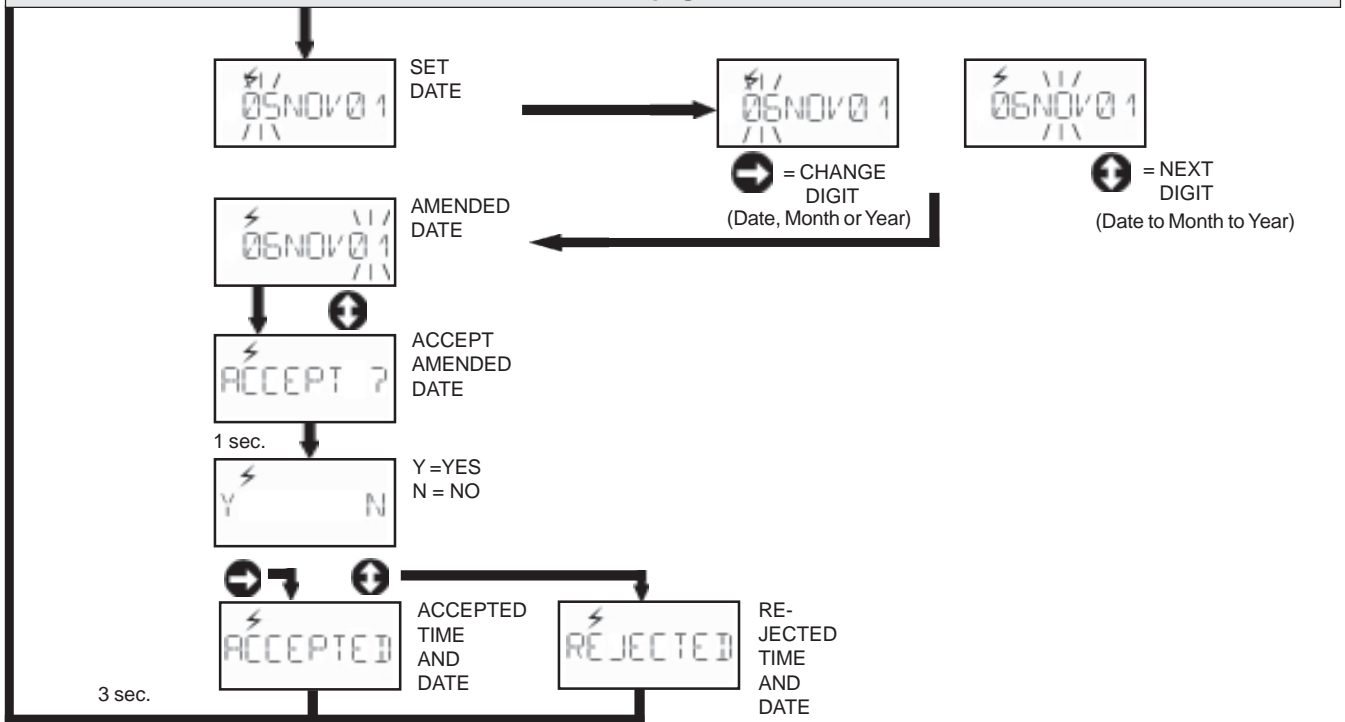 05NOV01
SET
DATE
06NOV01
= CHANGE
DIGIT
(Date, Month or Year)
06NOV01
= NEXT
DIGIT
(Date to Month to Year)
06NOV01
AMENDED
DATE
ACCEPT ?
ACCEPT
AMENDED
DATE
1 sec.
Y N
Y =YES
N = NO
ACCEPTED
ACCEPTED
TIME
AND
DATE
REJECTED
RE-
JECTED
TIME
AND
DATE
3 sec.